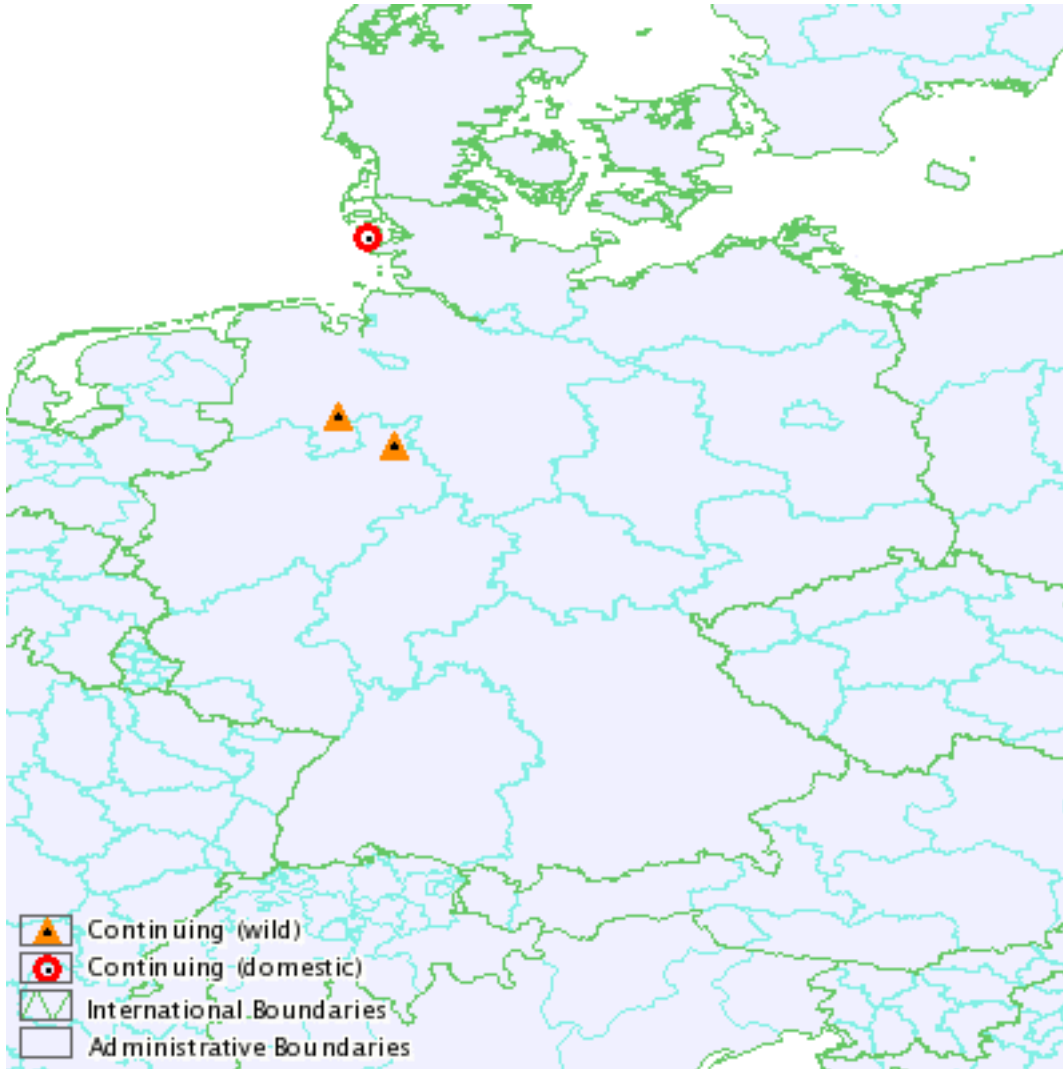 Continuing (wild)
Continuing (domestic)
International Boundaries
Administrative Boundaries